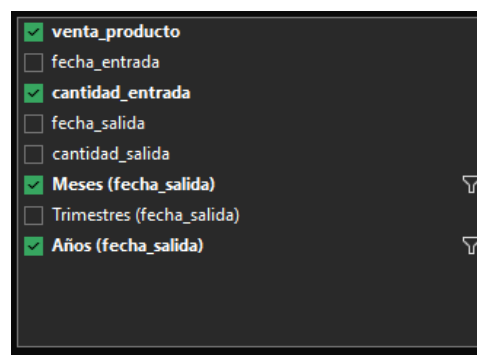 venta_producto
fecha_entrada
cantidad_entrada
fecha_salida
cantidad_salida
Meses (fecha_salida)
Trimestres (fecha_salida)
Años (fecha_salida)